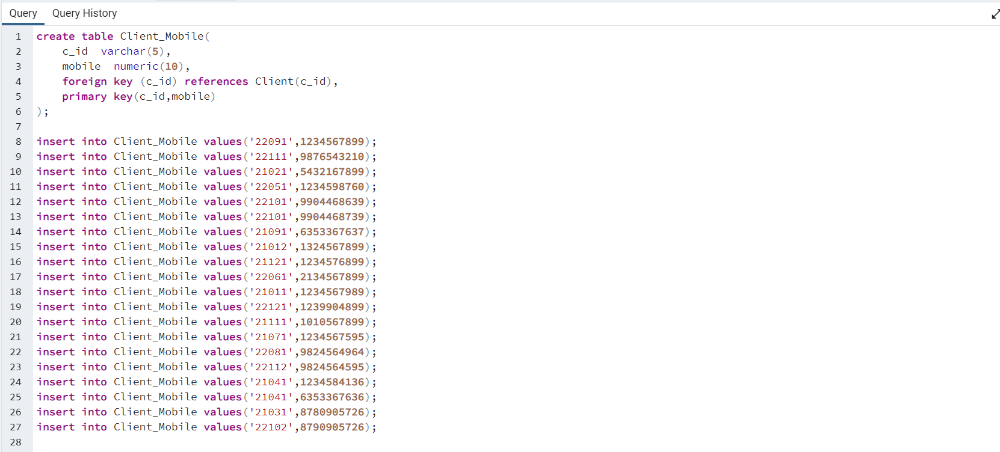 Query Query History
1 create table Client_Mobile(
2 c_id varchar(5),
3 mobile numeric(10),
4 foreign key (c_id) references Client(c_id),
5 primary key(c_id,mobile)
6 );
7
8 insert into Client_Mobile values('22091',1234567899);
9 insert into Client_Mobile values('22111',9876543210);
10 insert into Client_Mobile values('21021',5432167899);
11 insert into Client_Mobile values('22051',1234598760);
12 insert into Client_Mobile values('22101',9904468639);
13 insert into Client_Mobile values('22101',9904468739);
14 insert into Client_Mobile values('21091',6353367637);
15 insert into Client_Mobile values('21012',1324567899);
16 insert into Client_Mobile values('21121',1234576899);
17 insert into Client_Mobile values('22061',2134567899);
18 insert into Client_Mobile values('21011',1234567989);
19 insert into Client_Mobile values('22121',1239904899);
20 insert into Client_Mobile values('21111',1010567899);
21 insert into Client_Mobile values('21071',1234567595);
22 insert into Client_Mobile values('22081',9824564964);
23 insert into Client_Mobile values('22112',9824564595);
24 insert into Client_Mobile values('21041',1234584136);
25 insert into Client_Mobile values('21041',6353367636);
26 insert into Client_Mobile values('21031',8780905726);
27 insert into Client_Mobile values('22102',8790905726);
28